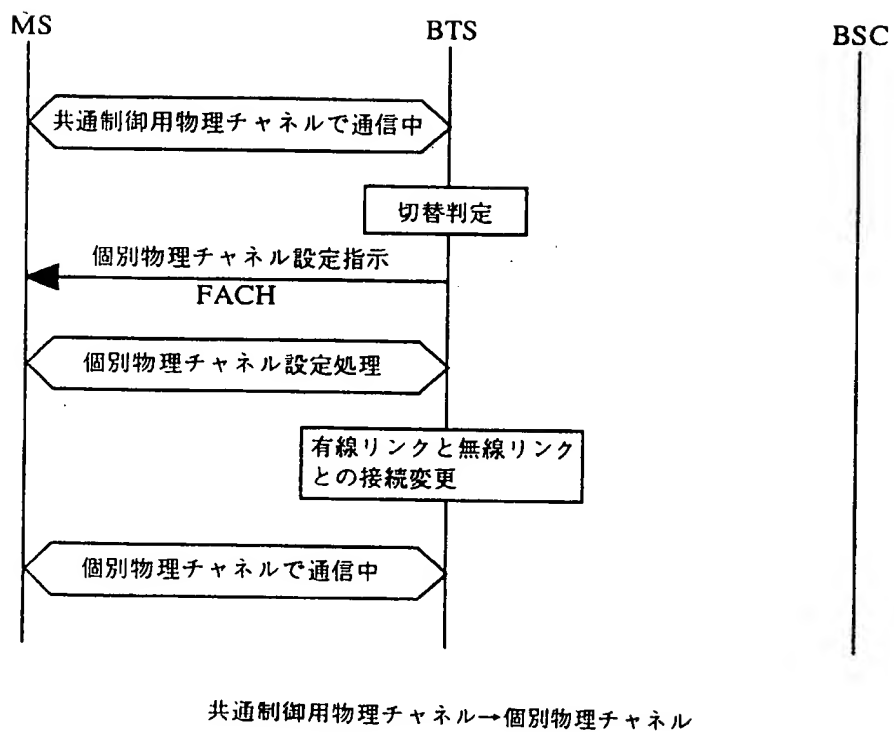 MS
BTS
BSC
共通制御用物理チャネルで通信中
切替判定
個別物理チャネル設定指示
FACH
個別物理チャネル設定処理
有線リンクと無線リンク
との接続変更
個別物理チャネルで通信中
共通制御用物理チャネル→個別物理チャネル